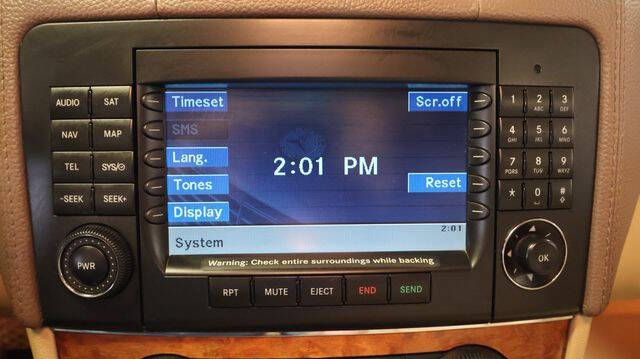 AUDIO SAT
NAV MAP
TEL SYS/
-SEEK SEEK+
PWR
Timeset
SMS
Lang.
Tones
Display
Scr.off
2:01 PM
Reset
2:01
System
Warning: Check entire surroundings while backing
RPT MUTE EJECT END SEND
1 2 ABC 3 DEF
4 GHI 5 JKL 6 MNO
7 PQRS 8 TUV 9 WXYZ
* 0 #
OK